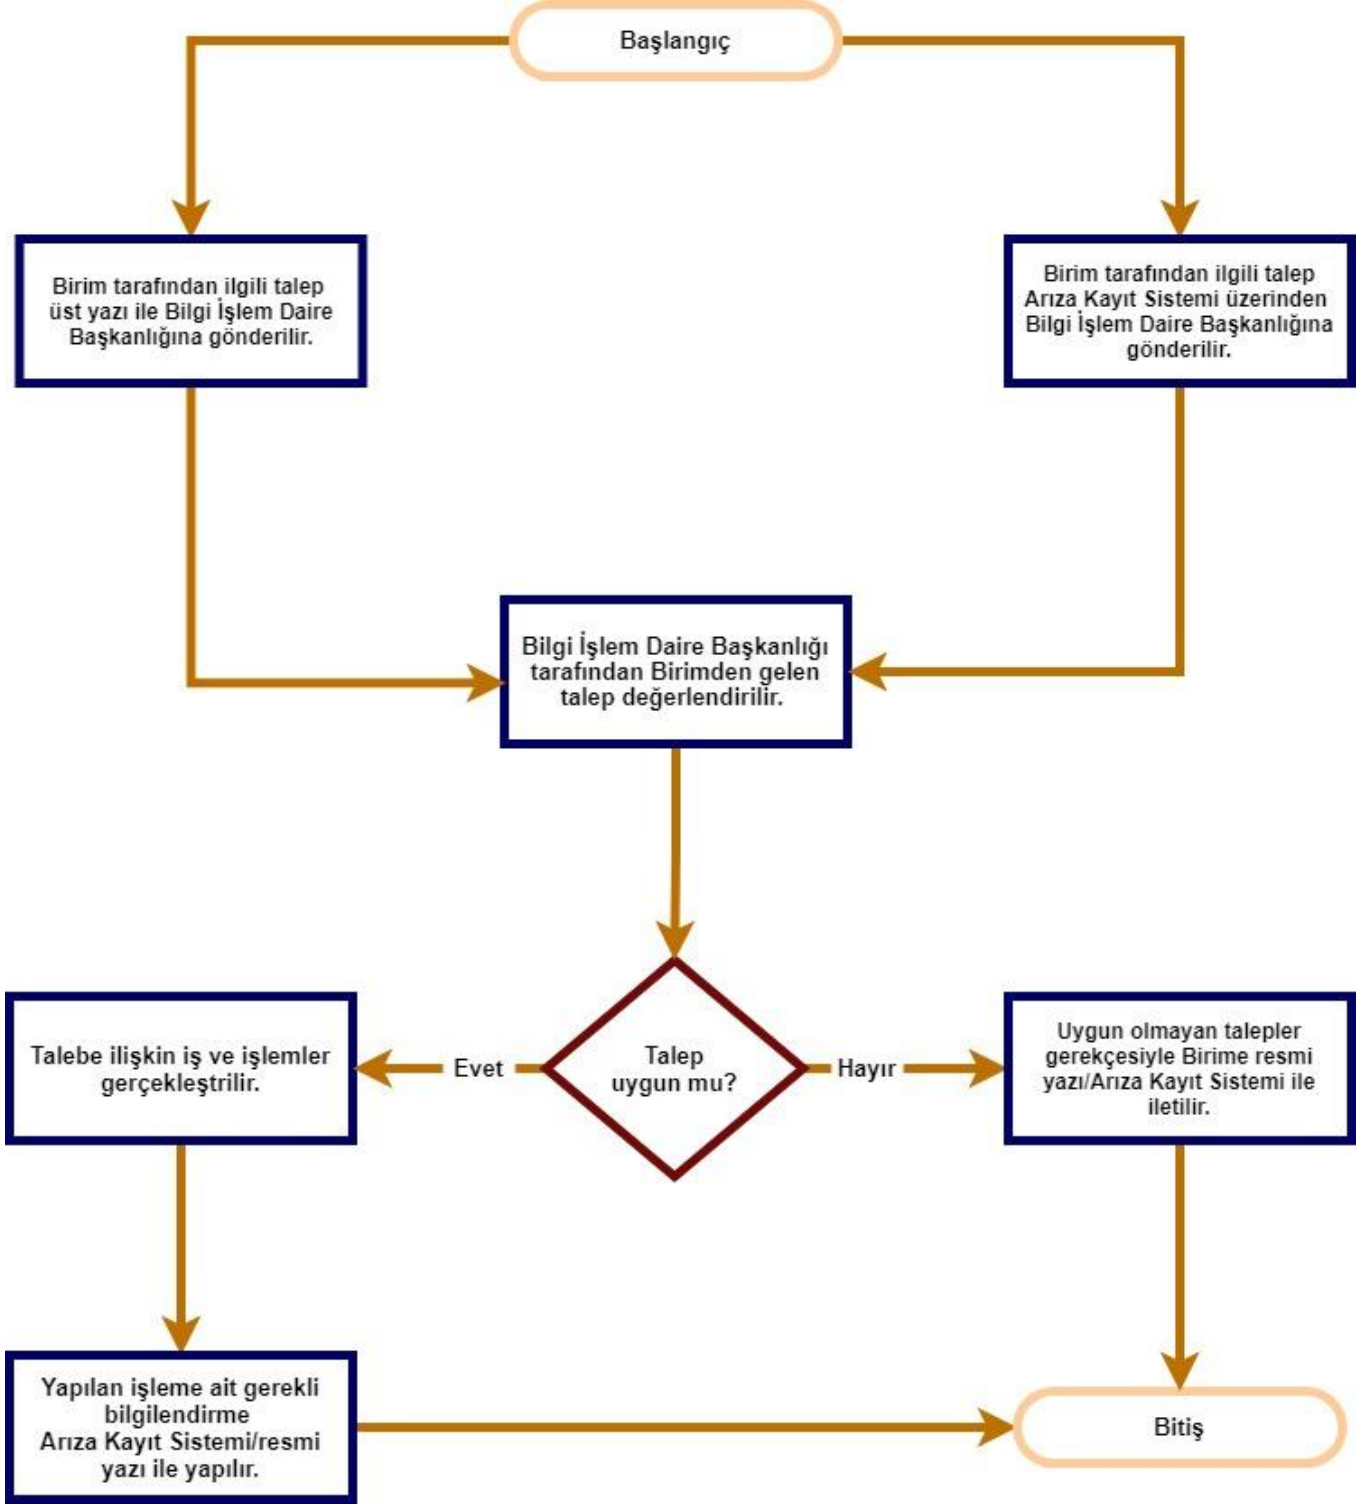 Başlangıç
Birim tarafından ilgili talep
üst yazı ile Bilgi İşlem Daire
Başkanlığına gönderilir.
Birim tarafından ilgili talep
Arıza Kayıt Sistemi üzerinden
Bilgi İşlem Daire Başkanlığına
gönderilir.
Bilgi İşlem Daire Başkanlığı
tarafından Birimden gelen
talep değerlendirilir.
Talebe ilişkin iş ve işlemler
gerçekleştrilir.
Evet
Talep
uygun mu?
Hayır
Uygun olmayan talepler
gerekçesiyle Birime resmi
yazı/Arıza Kayıt Sistemi ile
iletilir.
Yapılan işleme ait gerekli
bilgilendirme
Arıza Kayıt Sistemi/resmi
yazı ile yapılır.
Bitiş